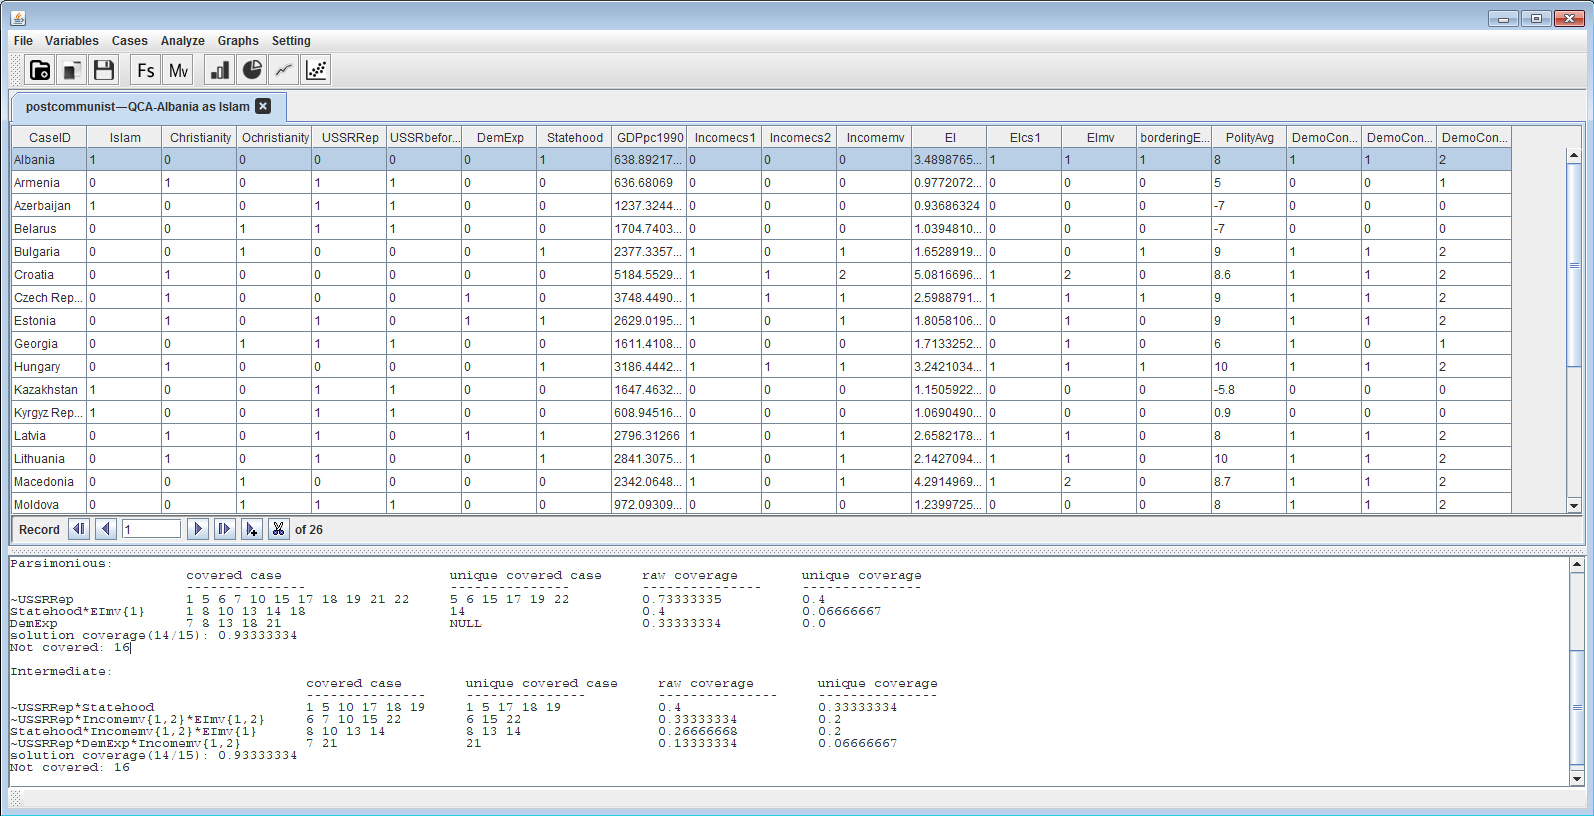 File Variables Cases Analyze Graphs Setting
Fs Mv
postcommunist—QCA-Albania as Islam
CaseID Islam Christianity Ochristianity USSRRep USSRbefor... DemExp Statehood GDPpc1990 Incomecs1 Incomecs2 Incomemv EI EIcs1 EImv borderingE... PolityAvg DemoCon... DemoCon... DemoCon...
Albania 1 0 0 0 0 0 1 638.89217... 0 0 0 3.4898765... 1 1 1 8 1 1 2
Armenia 0 1 0 1 1 0 0 636.68069 0 0 0 0.9772072... 0 0 0 5 0 0 1
Azerbaijan 1 0 0 1 1 0 0 1237.3244... 0 0 0 0.93686324 0 0 0 -7 0 0 0
Belarus 0 0 1 1 1 0 0 1704.7403... 0 0 0 1.0394810... 0 0 0 -7 0 0 0
Bulgaria 0 0 1 0 0 0 1 2377.3357... 1 0 1 1.6528919... 0 0 1 9 1 1 2
Croatia 0 1 0 0 0 0 0 5184.5529... 1 1 2 5.0816696... 1 2 0 8.6 1 1 2
Czech Rep... 0 1 0 0 0 1 0 3748.4490... 1 1 1 2.5988791... 1 1 1 9 1 1 2
Estonia 0 1 0 1 0 1 1 2629.0195... 1 0 1 1.8058106... 0 1 0 9 1 1 2
Georgia 0 0 1 1 1 0 0 1611.4108... 0 0 0 1.7133252... 0 0 0 6 1 0 1
Hungary 0 1 0 0 0 0 1 3186.4442... 1 1 1 3.2421034... 1 1 1 10 1 1 2
Kazakhstan 1 0 0 1 1 0 0 1647.4632... 0 0 0 1.1505922... 0 0 0 -5.8 0 0 0
Kyrgyz Rep... 1 0 0 1 1 0 0 608.94516... 0 0 0 1.0690490... 0 0 0 0.9 0 0 0
Latvia 0 1 0 1 0 1 1 2796.31266 1 0 1 2.6582178... 1 1 0 8 1 1 2
Lithuania 0 1 0 1 0 0 1 2841.3075... 1 0 1 2.1427094... 1 1 0 10 1 1 2
Macedonia 0 0 1 0 0 0 0 2342.0648... 1 0 1 4.2914969... 1 2 0 8.7 1 1 2
Moldova 0 0 1 1 1 0 0 972.09309... 0 0 0 1.2399725... 0 0 0 8 1 1 2
Record 1 of 26
Parsimonious:
covered case unique covered case raw coverage unique coverage
--------------- --------------- --------------- ---------------
~USSRRep 1 5 6 7 10 15 17 18 19 21 22 5 6 15 17 19 22 0.73333335 0.4
Statehood*EImv{1} 1 8 10 13 14 18 14 0.4 0.06666667
DemExp 7 8 13 18 21 NULL 0.33333334 0.0
solution coverage(14/15): 0.93333334
Not covered: 16
Intermediate:
covered case unique covered case raw coverage unique coverage
--------------- --------------- --------------- ---------------
~USSRRep*Statehood 1 5 10 17 18 19 1 5 17 18 19 0.4 0.33333334
~USSRRep*Incomemv{1,2}*EImv{1,2} 6 7 10 15 22 6 15 22 0.33333334 0.2
Statehood*Incomemv{1,2}*EImv{1} 8 10 13 14 8 13 14 0.26666668 0.2
~USSRRep*DemExp*Incomemv{1,2} 7 21 21 0.13333334 0.06666667
solution coverage(14/15): 0.93333334
Not covered: 16